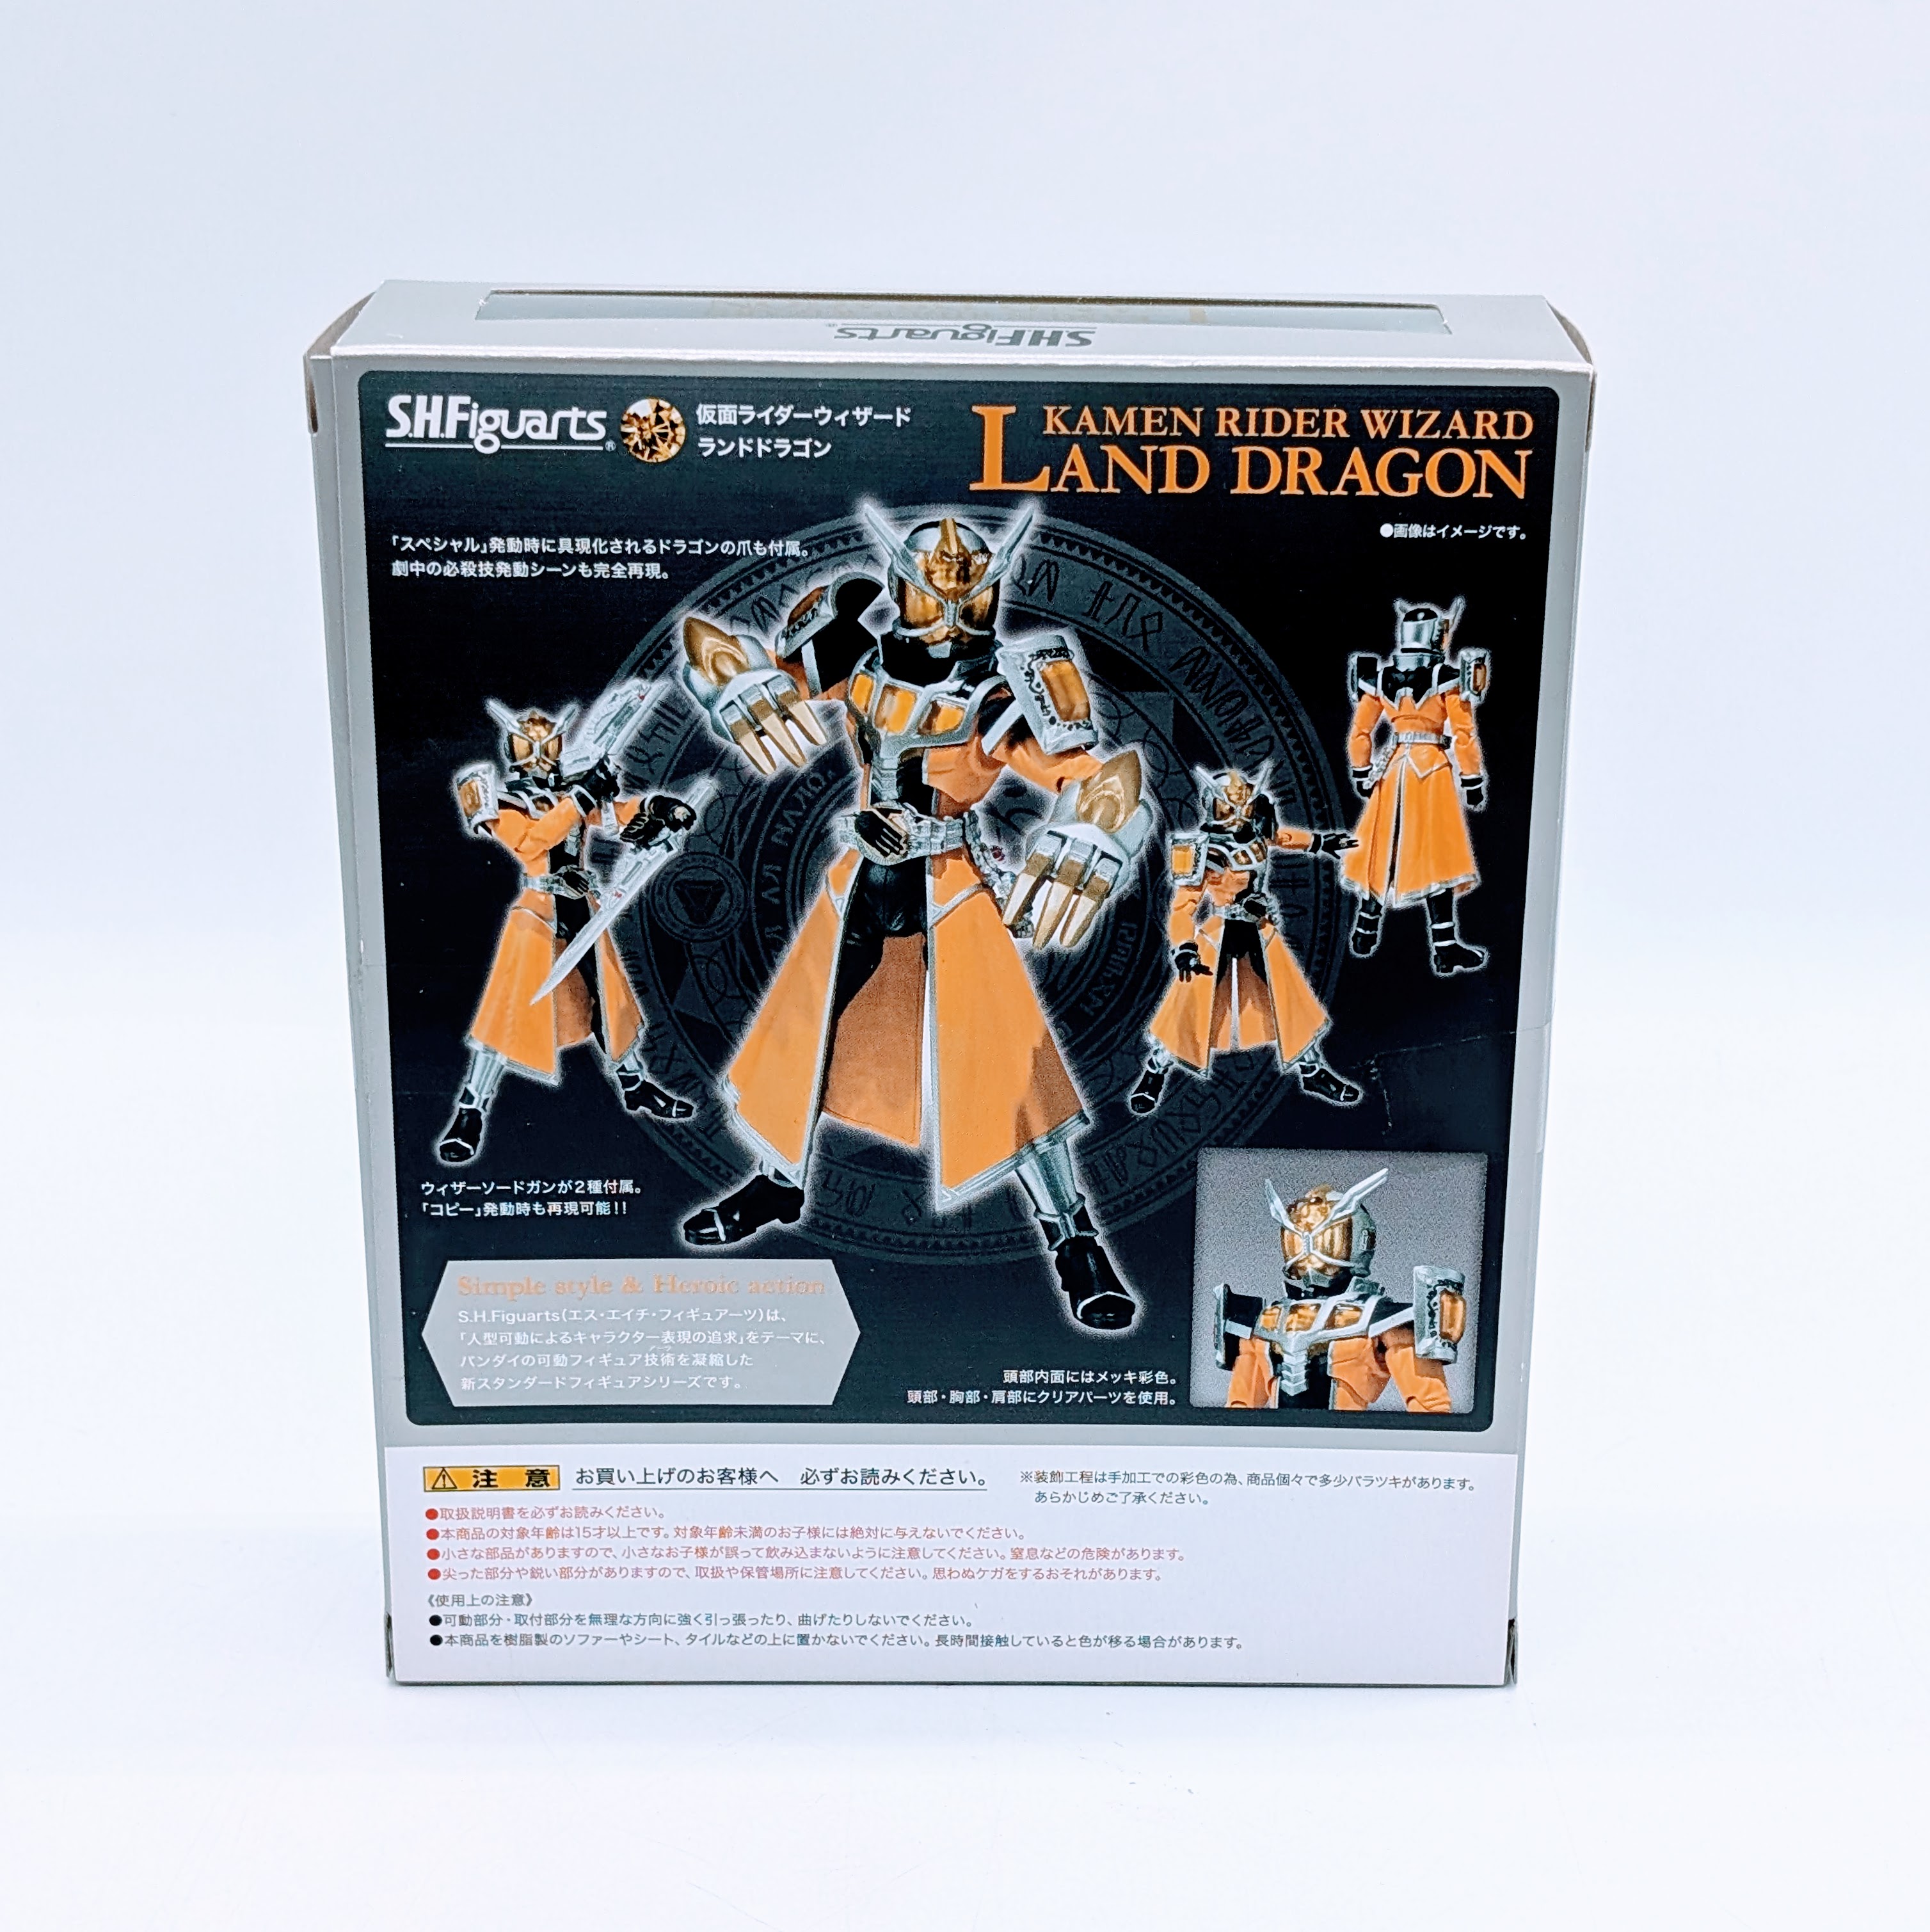 S.H.Figuarts
S.H.Figuarts®
仮面ライダーウィザード
ランドドラゴン
KAMEN RIDER WIZARD
LAND DRAGON
●画像はイメージです。
「スペシャル」発動時に具現化されるドラゴンの爪も付属。
劇中の必殺技発動シーンも完全再現。
ウィザーソードガンが2種付属。
「コピー」発動時も再現可能!!
Simple style & Heroic action
S.H.Figuarts(エス・エイチ・フィギュアーツ)は、
「人型可動によるキャラクター表現の追求」をテーマに、
バンダイの可動フィギュア技術を凝縮した
新スタンダードフィギュアシリーズです。
頭部内面にはメッキ彩色。
頭部・胸部・肩部にクリアパーツを使用。
注意 お買い上げのお客様へ 必ずお読みください。
※装飾工程は手加工での彩色の為、商品個々で多少バラツキがあります。
あらかじめご了承ください。
●取扱説明書を必ずお読みください。
●本商品の対象年齢は15才以上です。対象年齢未満のお子様には絶対に与えないでください。
●小さな部品がありますので、小さなお子様が誤って飲み込まないように注意してください。窒息などの危険があります。
●尖った部分や鋭い部分がありますので、取扱や保管場所に注意してください。思わぬケガをするおそれがあります。
《使用上の注意》
●可動部分・取付部分を無理な方向に強く引っ張ったり、曲げたりしないでください。
●本商品を樹脂製のソファーやシート、タイルなどの上に置かないでください。長時間接触していると色が移る場合があります。